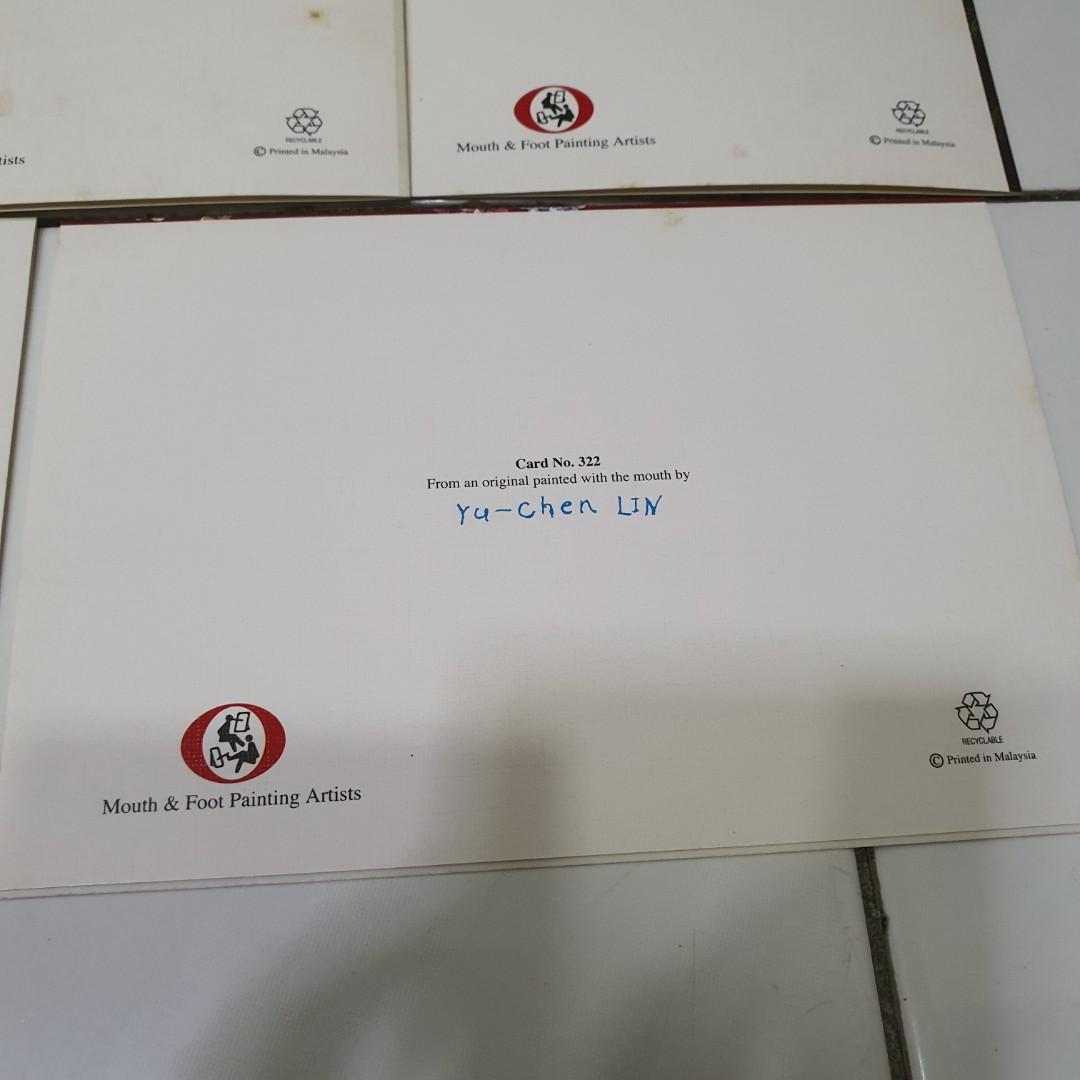 RECYCLABLE
© Printed in Malaysia
ists
Mouth & Foot Painting Artists
RECYCLABLE
© Printed in Malaysia
Card No. 322
From an original painted with the mouth by
Yu-chen LIN
Mouth & Foot Painting Artists
RECYCLABLE
© Printed in Malaysia